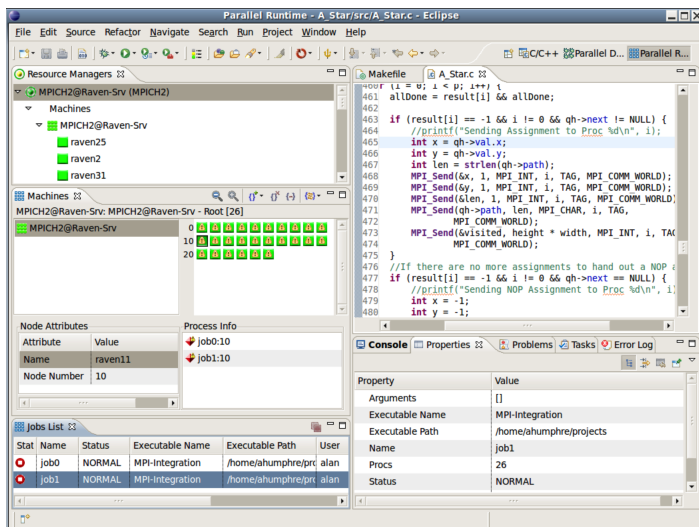 Parallel Runtime - A_Star/src/A_Star.c - Eclipse
File Edit Source Refactor Navigate Search Run Project Window Help
C/C++ Parallel D... Parallel R...
Resource Managers
MPICH2@Raven-Srv (MPICH2)
Machines
MPICH2@Raven-Srv
raven25
raven2
raven31
Machines
MPICH2@Raven-Srv: MPICH2@Raven-Srv - Root [26]
MPICH2@Raven-Srv
0
10
20
Node Attributes
Attribute Value
Name raven11
Node Number 10
Process Info
job0:10
job1:10
Jobs List
Stat Name Status Executable Name Executable Path User
job0 NORMAL MPI-Integration /home/ahumphre/pro alan
job1 NORMAL MPI-Integration /home/ahumphre/pro alan
Makefile A_Star.c
460 (i = 0; i < p; i++) {
461 allDone = result[i] && allDone;
462
463 if (result[i] == -1 && i != 0 && qh->next != NULL) {
464 //printf("Sending Assignment to Proc %d\n", i);
465 int x = qh->val.x;
466 int y = qh->val.y;
467 int len = strlen(qh->path);
468 MPI_Send(&x, 1, MPI_INT, i, TAG, MPI_COMM_WORLD);
469 MPI_Send(&y, 1, MPI_INT, i, TAG, MPI_COMM_WORLD);
470 MPI_Send(&len, 1, MPI_INT, i, TAG, MPI_COMM_WORLD)
471 MPI_Send(qh->path, len, MPI_CHAR, i, TAG,
472 MPI_COMM_WORLD);
473 MPI_Send(&visited, height * width, MPI_INT, i, TAG
474 MPI_COMM_WORLD);
475 }
476 //If there are no more assignments to hand out a NOP a
477 if (result[i] == -1 && i != 0 && qh->next == NULL) {
478 //printf("Sending NOP Assignment to Proc %d\n", i)
479 int x = -1;
480 int y = -1;
Console Properties Problems Tasks Error Log
Property Value
Arguments []
Executable Name MPI-Integration
Executable Path /home/ahumphre/projects
Name job1
Procs 26
Status NORMAL